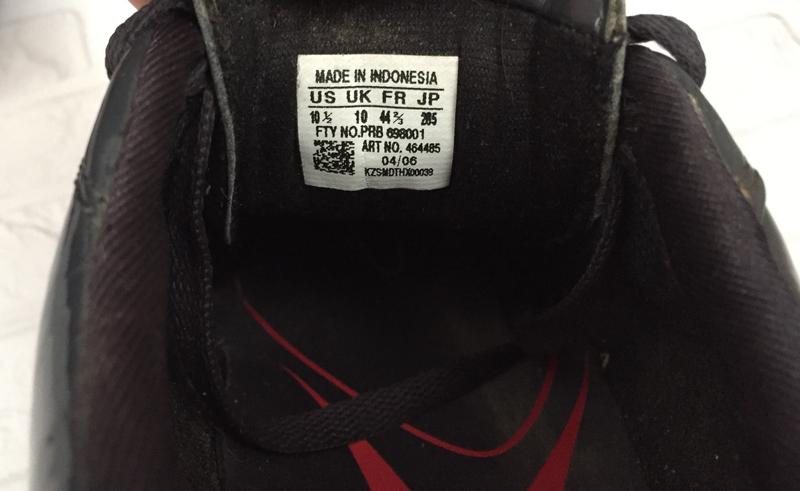 MADE IN INDONESIA
US UK FR JP
10 ½ 10 44 ⅔ 285
FTY NO.PRB 698001
ART NO. 464485
04/06
KZSMDTHX00039